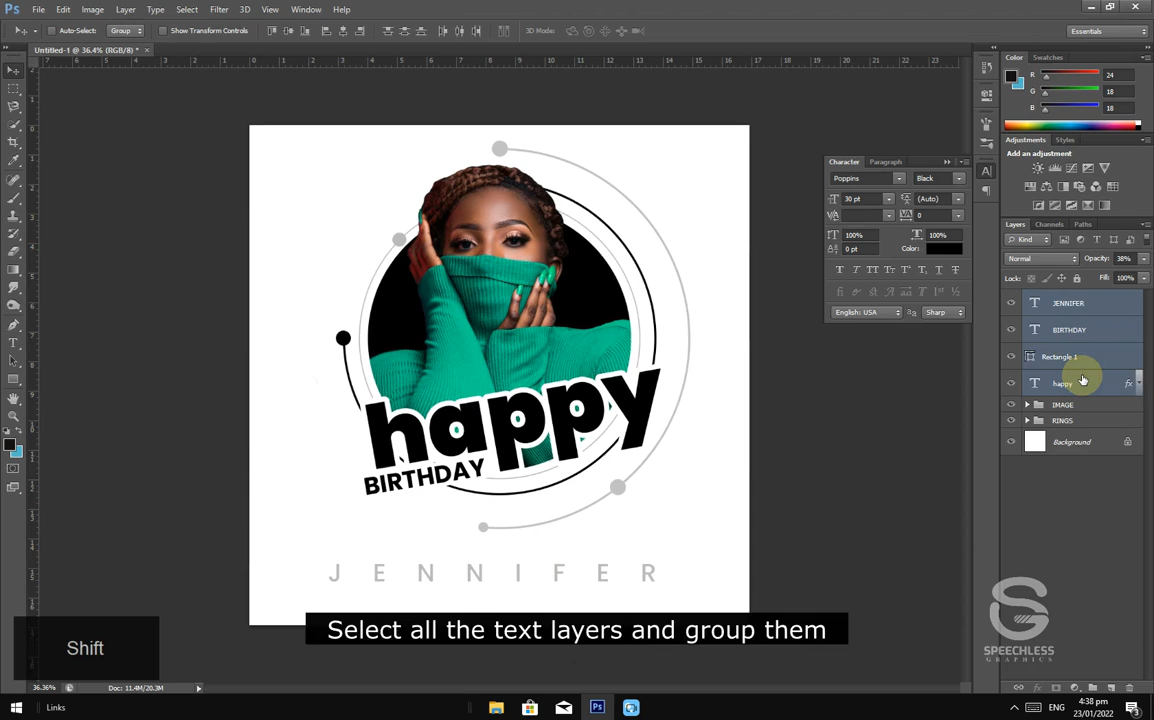 Ps File Edit Image Layer Type Select Filter 3D View Window Help
Auto-Select: Group Show Transform Controls 3D Mode: Essentials
Untitled-1 @ 36.4% (RGB/8) *
Color Swatches
R 24
G 18
B 18
Adjustments Styles
Add an adjustment
Character Paragraph
Poppins Black
30 pt (Auto)
0
100% 100%
0 pt Color:
English: USA Sharp
Layers Channels Paths
Kind
Normal Opacity: 38%
Lock: Fill: 100%
JENNIFER
BIRTHDAY
Rectangle 1
happy fx
IMAGE
RINGS
Background
happy
BIRTHDAY
JENNIFER
Select all the text layers and group them
Shift
SPEECHLESS
GRAPHICS
36.36% Doc: 11.4M/20.3M
Links
ENG
4:38 pm
23/01/2022
3